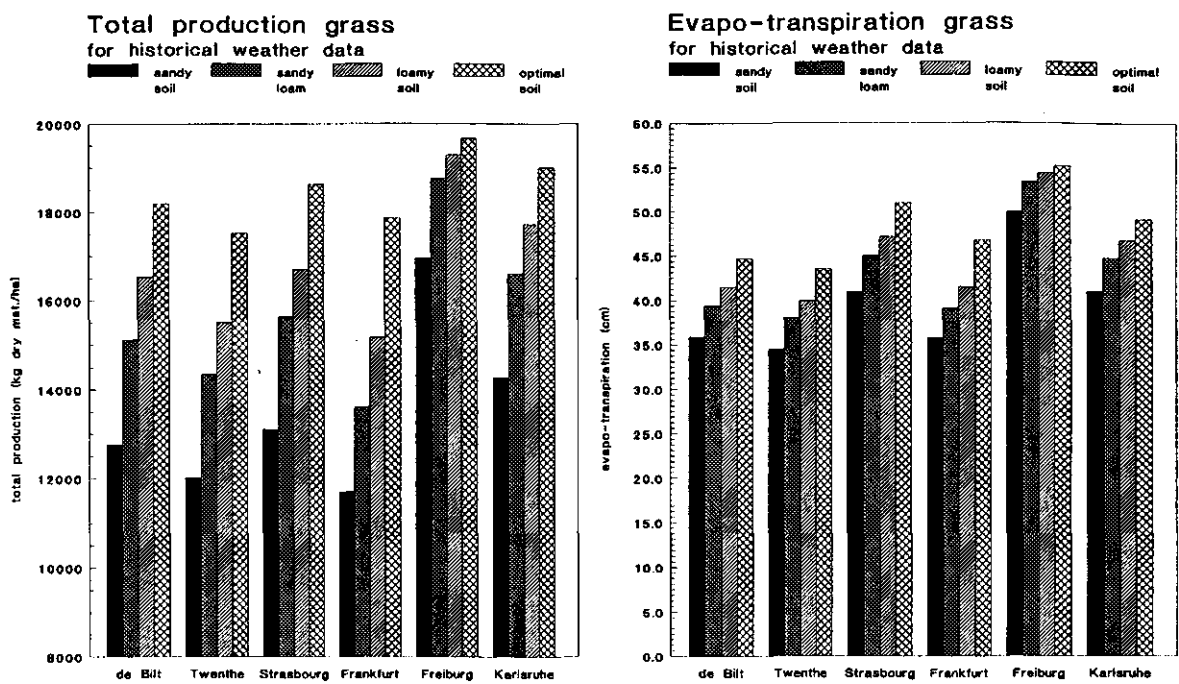 Total production grass
for historical weather data
sandy soil
sandy loam
loamy soil
optimal soil
total production (kg dry mat./ha)
20000
18000
16000
14000
12000
10000
8000
de Bilt Twenthe Strasbourg Frankfurt Freiburg Karlsruhe
Evapo-transpiration grass
for historical weather data
sandy soil
sandy loam
loamy soil
optimal soil
evapo-transpiration (cm)
60.0
55.0
50.0
45.0
40.0
35.0
30.0
25.0
20.0
15.0
10.0
5.0
0.0
de Bilt Twenthe Strasbourg Frankfurt Freiburg Karlsruhe